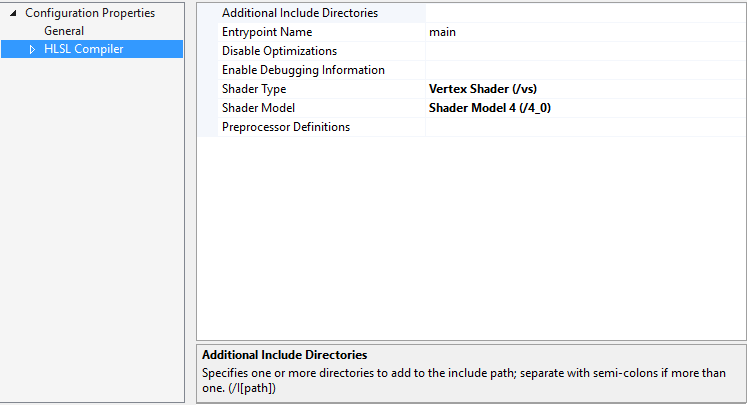 Configuration Properties
General
HLSL Compiler
Additional Include Directories
Entrypoint Name main
Disable Optimizations
Enable Debugging Information
Shader Type Vertex Shader (/vs)
Shader Model Shader Model 4 (/4_0)
Preprocessor Definitions
Additional Include Directories
Specifies one or more directories to add to the include path; separate with semi-colons if more than
one. (/I[path])